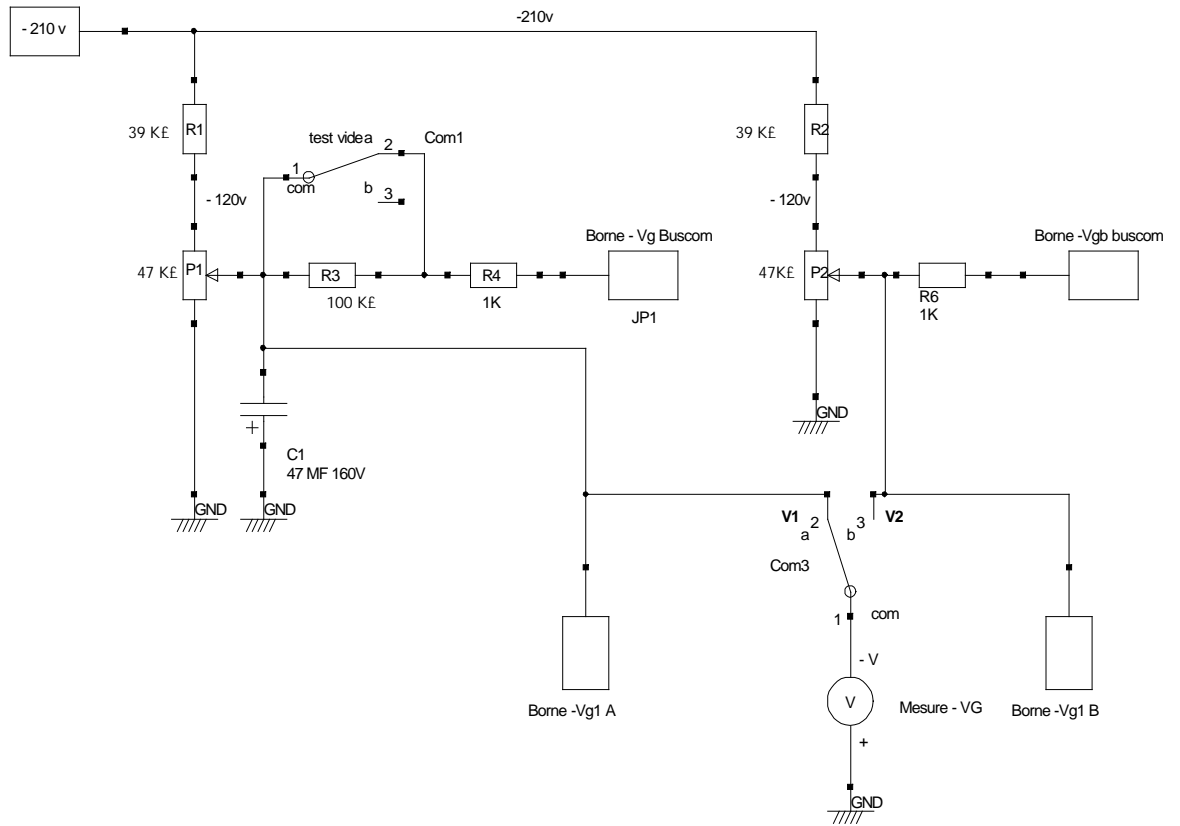 - 210 v
-210v
39 K£
R1
test vide a
2
Com1
1
com
b
3
- 120v
47 K£
P1
R3
100 K£
R4
1K
Borne - Vg Buscom
JP1
39 K£
R2
- 120v
Borne -Vgb buscom
47K£
P2
R6
1K
GND
+
C1
47 MF 160V
GND
GND
V1
2
a
b
3
V2
Com3
1
com
- V
V
Mesure - VG
+
Borne -Vg1 A
Borne -Vg1 B
GND